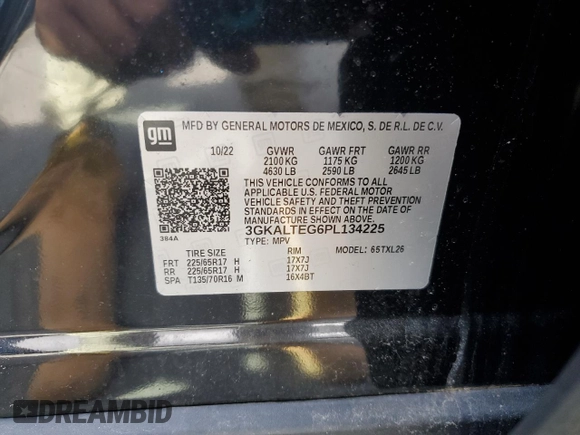 gm MFD BY GENERAL MOTORS DE MEXICO, S. DE R.L. DE C.V.
10/22 GVWR GAWR FRT GAWR RR
2100 KG 1175 KG 1200 KG
4630 LB 2590 LB 2645 LB
THIS VEHICLE CONFORMS TO ALL
APPLICABLE U.S. FEDERAL MOTOR
VEHICLE SAFETY AND THEFT PREVENTION
STANDARDS IN EFFECT ON THE DATE OF
MANUFACTURE SHOWN ABOVE.
3GKALTEG6PL134225
384A TYPE: MPV MODEL: 65TXL26
TIRE SIZE RIM
FRT 225/65R17 H 17X7J
RR 225/65R17 H 17X7J
SPA T135/70R16 M 16X4BT
DREAMBID